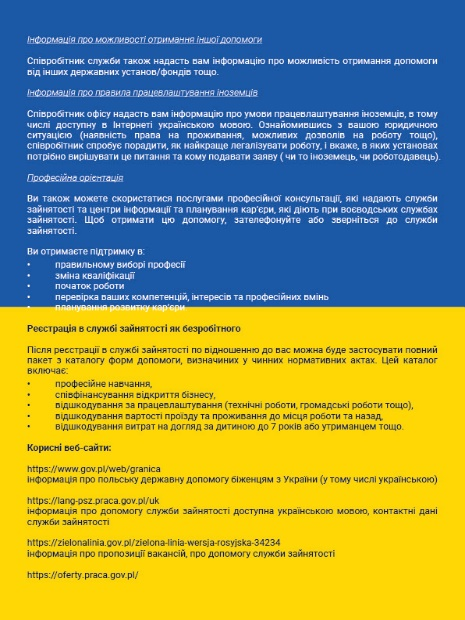 Інформація про можливості отримання іншої допомоги
Співробітник служби також надасть вам інформацію про можливість отримання допомоги
від інших державних установ/фондів тощо.
Інформація про правила працевлаштування іноземців
Співробітник офісу надасть вам інформацію про умови працевлаштування іноземців, в тому
числі доступну в Інтернеті українською мовою. Ознайомившись з вашою юридичною
ситуацією (наявність права на проживання, можливих дозволів на роботу тощо),
співробітник спробує порадити, як найкраще легалізувати роботу, і вкаже, в яких установах
потрібно вирішувати це питання та кому подавати заяву ( чи то іноземець, чи роботодавець).
Професійна орієнтація
Ви також можете скористатися послугами професійної консультації, які надають служби
зайнятості та центри інформації та планування кар'єри, які діють при воєводських службах
зайнятості. Щоб отримати цю допомогу, зателефонуйте або зверніться до служби
зайнятості.
Ви отримаєте підтримку в:
• правильному виборі професії
• зміна кваліфікації
• початок роботи
• перевірка ваших компетенцій, інтересів та професійних вмінь
• планування розвитку кар'єри.
Реєстрація в службі зайнятості як безробітного
Після реєстрації в службі зайнятості по відношенню до вас можна буде застосувати повний
пакет з каталогу форм допомоги, визначиних у чинних нормативних актах. Цей каталог
включає:
• професійне навчання,
• співфінансування відкриття бізнесу,
• відшкодування за працевлаштування (технічні роботи, громадські роботи тощо),
• відшкодування вартості проїзду та проживання до місця роботи та назад,
• відшкодування витрат на догляд за дитиною до 7 років або утриманцем тощо.
Корисні веб-сайти:
https://www.gov.pl/web/granica
інформація про польську державну допомогу біженцям з України (у тому числі українською)
https://lang-psz.praca.gov.pl/uk
інформація про допомогу служби зайнятості доступна українською мовою, контактні дані
служби зайнятості
https://zielonalinia.gov.pl/zielona-linia-wersja-rosyjska-34234
інформація про пропозиції вакансій, про допомогу служби зайнятості
https://oferty.praca.gov.pl/